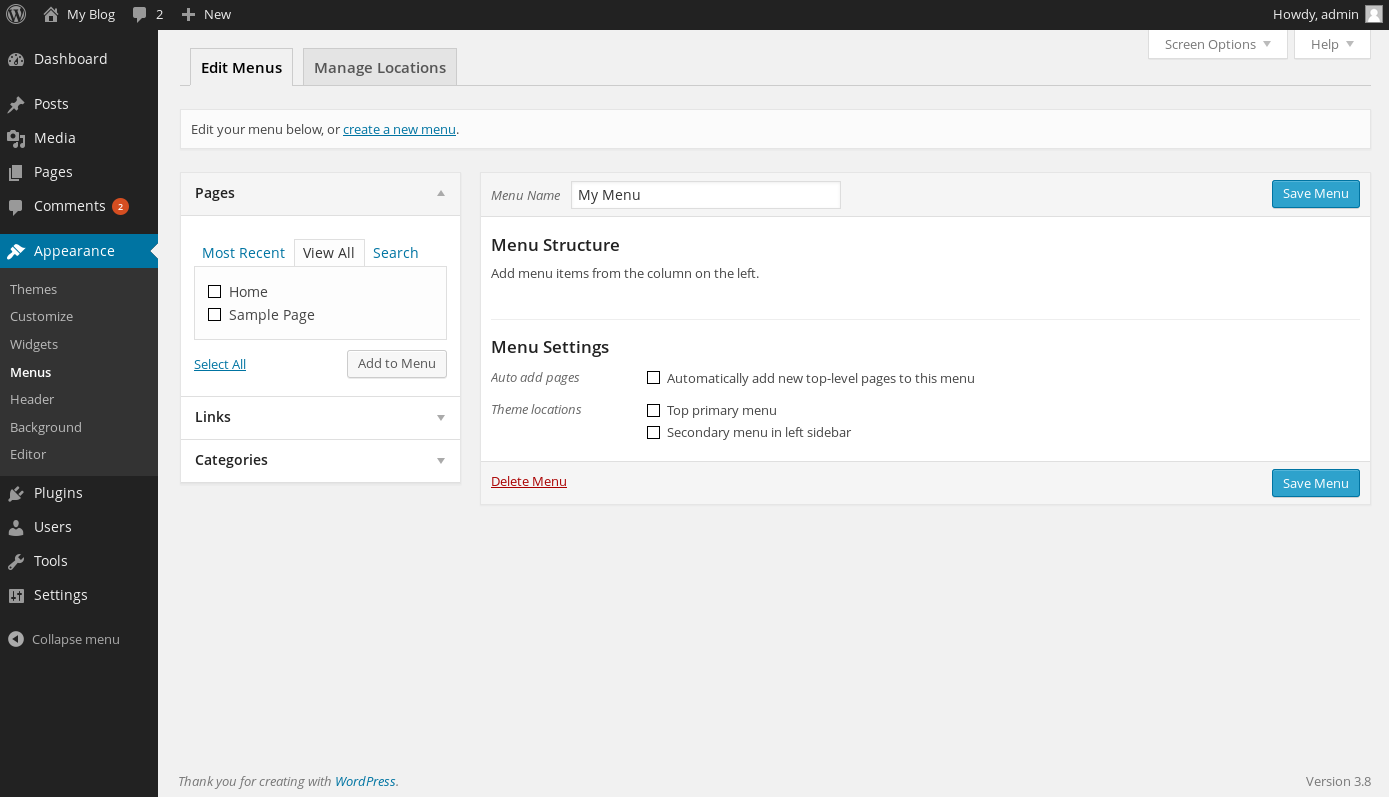 My Blog 2 New Howdy, admin
Screen Options Help
Edit Menus Manage Locations
Edit your menu below, or create a new menu.
Dashboard
Posts
Media
Pages
Comments 2
Appearance
Themes
Customize
Widgets
Menus
Header
Background
Editor
Plugins
Users
Tools
Settings
Collapse menu
Pages
Most Recent View All Search
Home
Sample Page
Select All Add to Menu
Links
Categories
Menu Name My Menu Save Menu
Menu Structure
Add menu items from the column on the left.
Menu Settings
Auto add pages Automatically add new top-level pages to this menu
Theme locations Top primary menu
Secondary menu in left sidebar
Delete Menu Save Menu
Thank you for creating with WordPress. Version 3.8